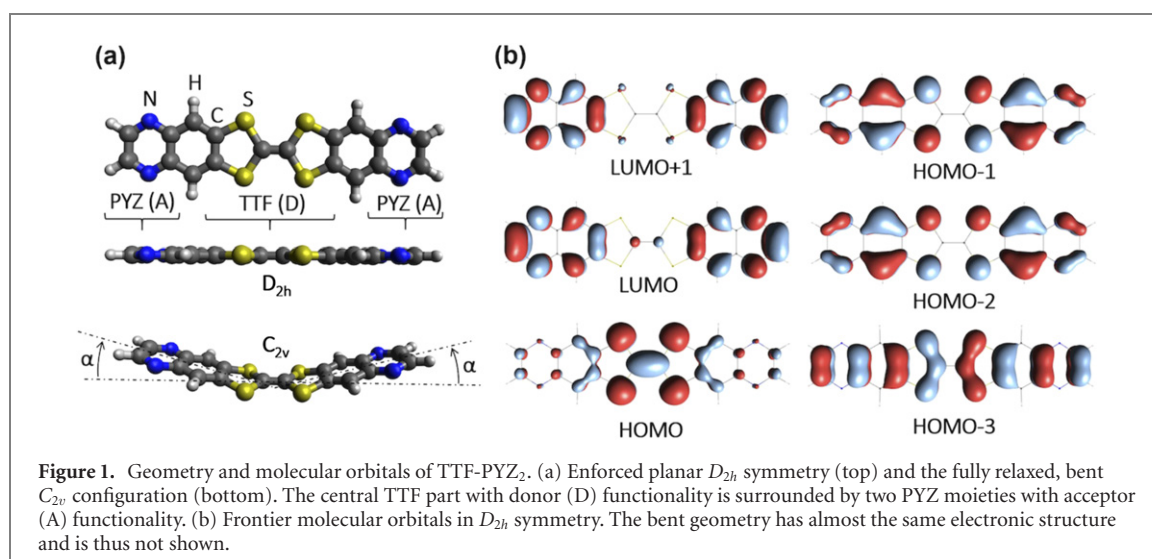 (a)
N H C S
PYZ (A) TTF (D) PYZ (A)
D2h
C2v
α α
(b)
LUMO+1 HOMO-1
LUMO HOMO-2
HOMO HOMO-3
Figure 1. Geometry and molecular orbitals of TTF-PYZ2. (a) Enforced planar D2h symmetry (top) and the fully relaxed, bent
C2v configuration (bottom). The central TTF part with donor (D) functionality is surrounded by two PYZ moieties with acceptor
(A) functionality. (b) Frontier molecular orbitals in D2h symmetry. The bent geometry has almost the same electronic structure
and is thus not shown.